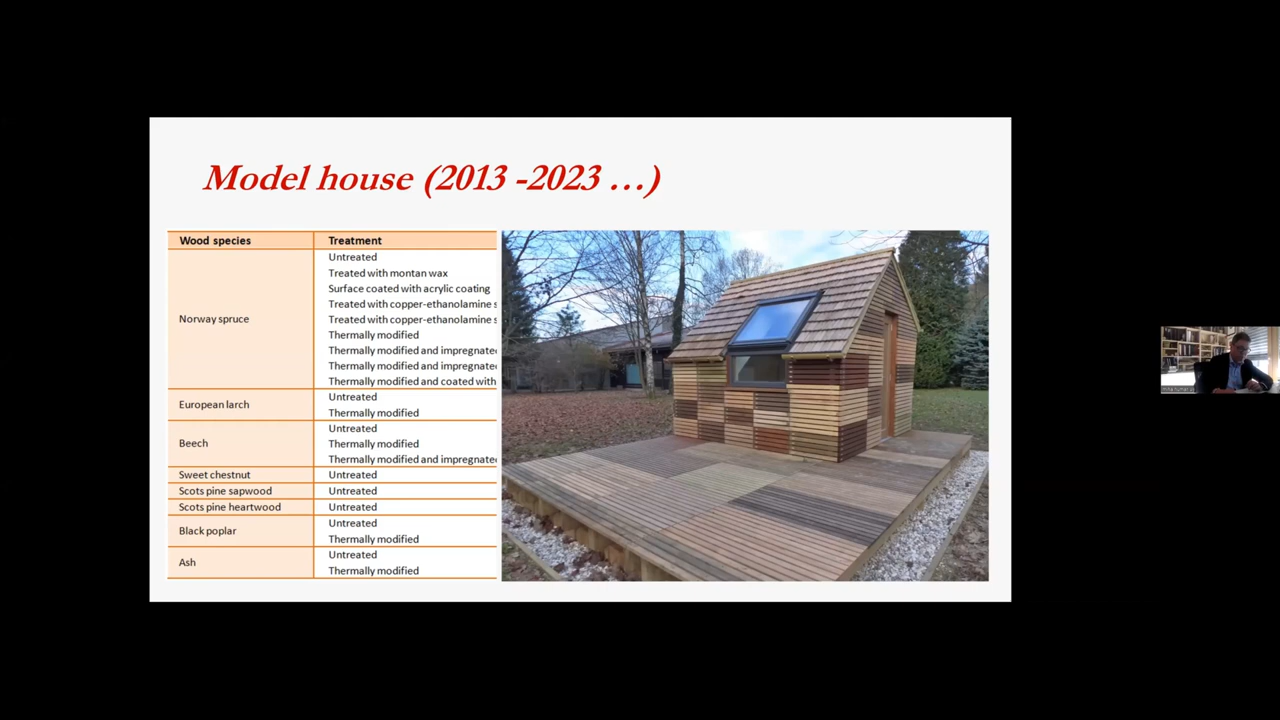 Model house (2013 -2023 …)
Wood species Treatment
Norway spruce
Untreated
Treated with montan wax
Surface coated with acrylic coating
Treated with copper-ethanolamine s
Treated with copper-ethanolamine s
Thermally modified
Thermally modified and impregnated
Thermally modified and impregnated
Thermally modified and coated with
European larch
Untreated
Thermally modified
Beech
Untreated
Thermally modified
Thermally modified and impregnated
Sweet chestnut Untreated
Scots pine sapwood Untreated
Scots pine heartwood Untreated
Black poplar
Untreated
Thermally modified
Ash
Untreated
Thermally modified